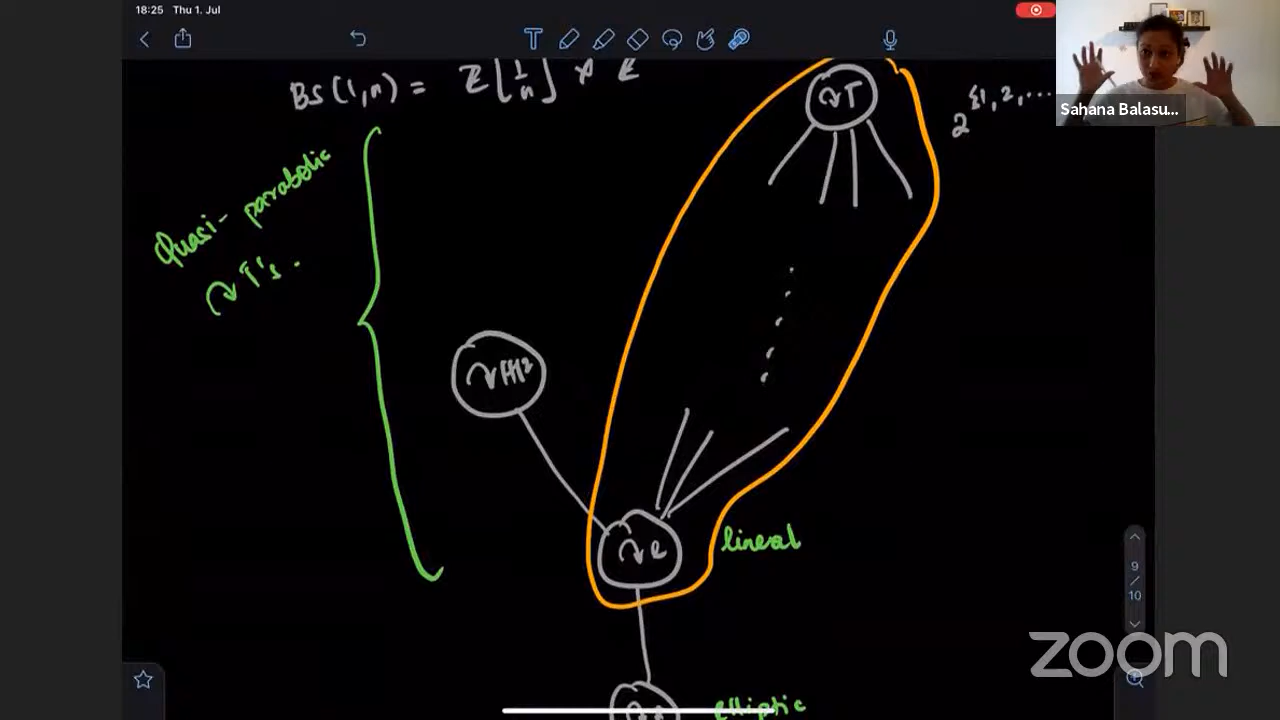 18:25 Thu 1. Jul
Sahana Balasu...
BS(1,n) = Z[1/n] ⋊ Z
↷T
2^{1,2,...
Quasi-parabolic
↷T's.
↷H²
↷ℓ
lineal
9
/
10
elliptic
zoom